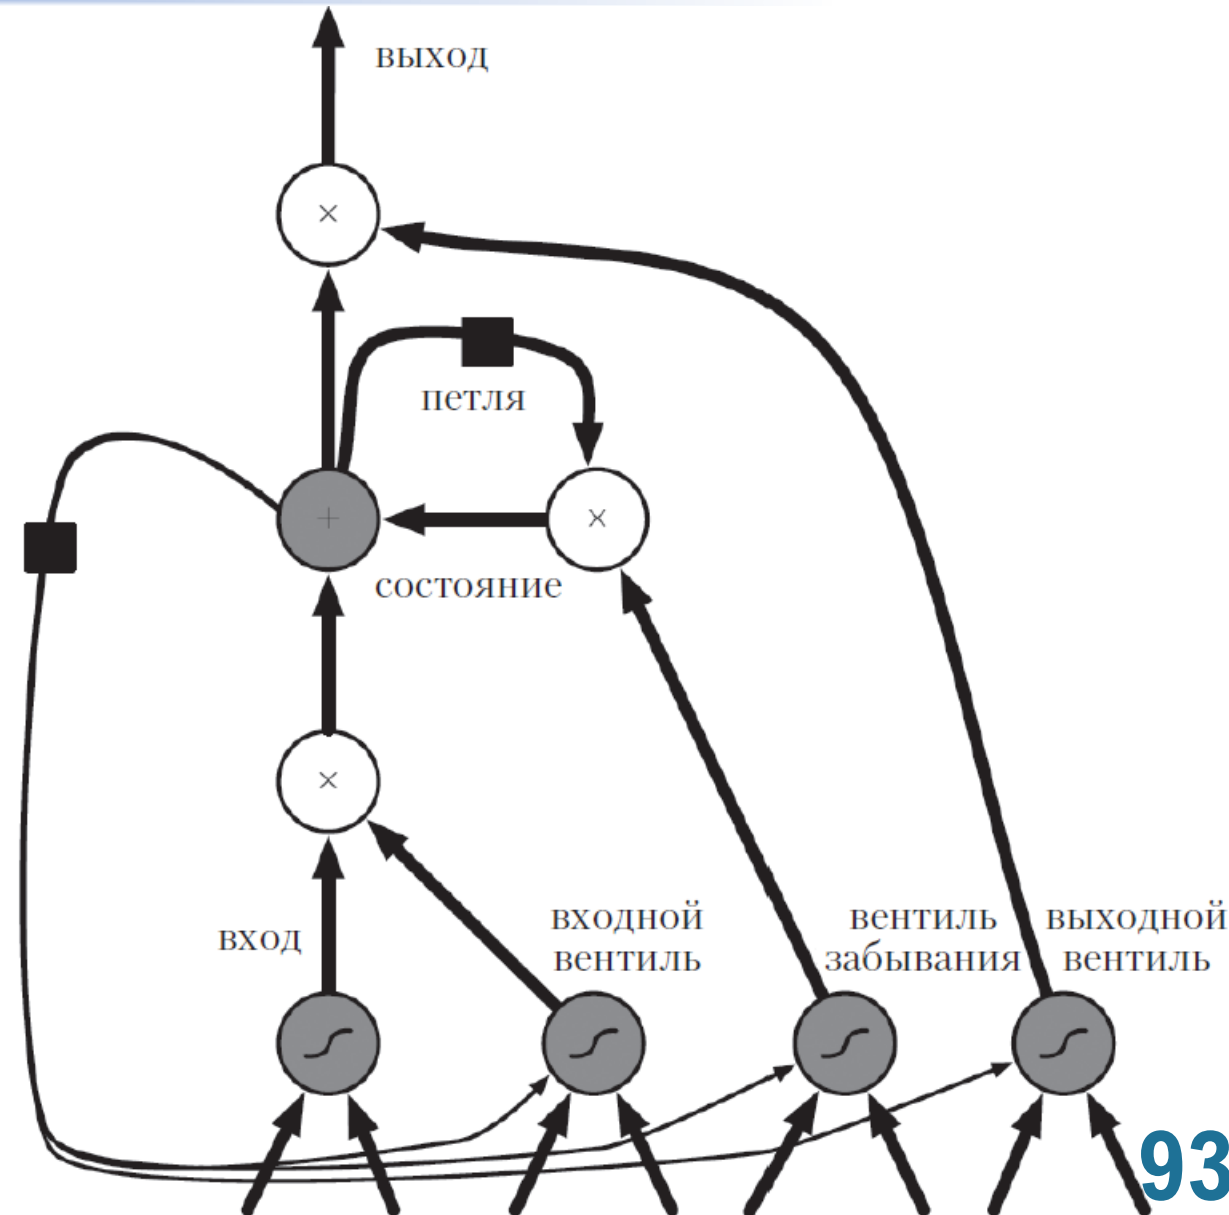 выход
×
петля
+
×
состояние
×
вход
входной
вентиль
вентиль
забывания
выходной
вентиль
93